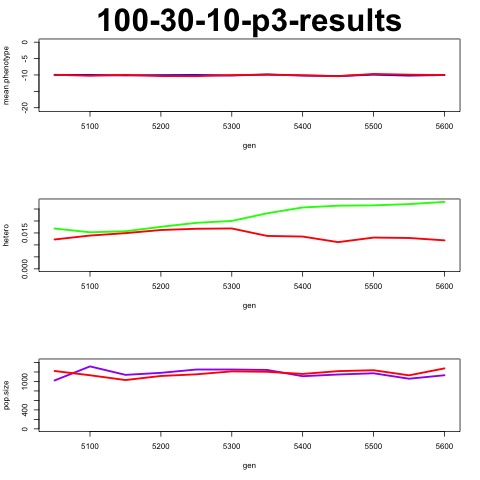 100-30-10-p3-results
mean.phenotype
0
-5
-10
-20
5100 5200 5300 5400 5500 5600
gen
hetero
0.015
0.000
5100 5200 5300 5400 5500 5600
gen
pop.size
1000
400
0
5100 5200 5300 5400 5500 5600
gen